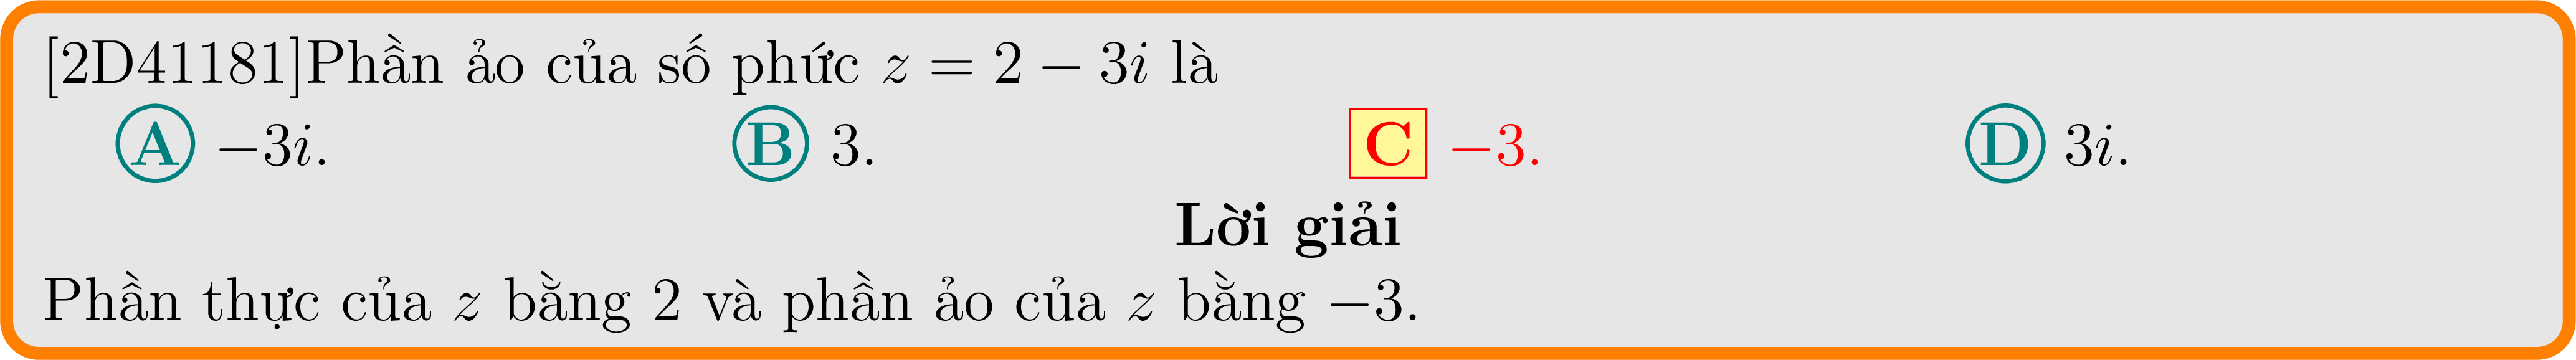 [2D41181]Phần ảo của số phức z = 2 − 3i là
A −3i. B 3. C −3. D 3i.
Lời giải
Phần thực của z bằng 2 và phần ảo của z bằng −3.